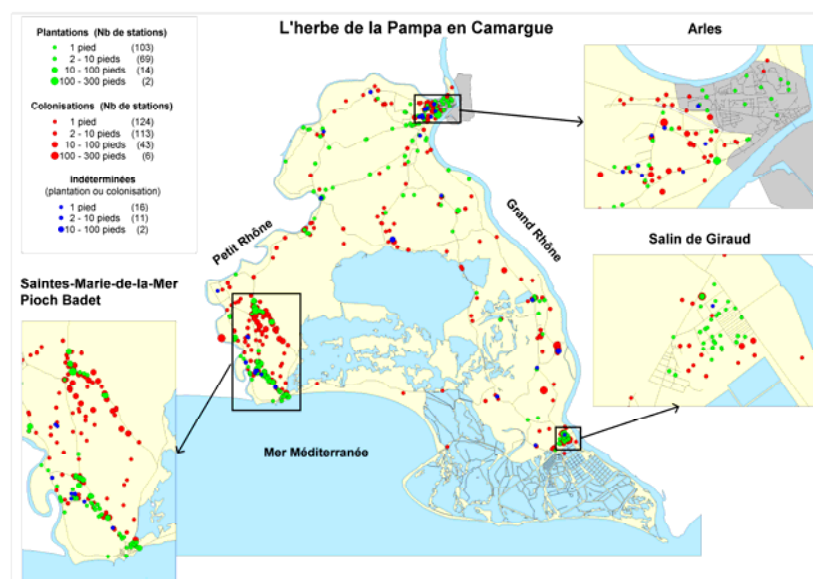 L'herbe de la Pampa en Camargue
Plantations (Nb de stations)
1 pied (103)
2 - 10 pieds (69)
10 - 100 pieds (14)
100 - 300 pieds (2)
Colonisations (Nb de stations)
1 pied (124)
2 - 10 pieds (113)
10 - 100 pieds (43)
100 - 300 pieds (6)
Indéterminées
(plantation ou colonisation)
1 pied (16)
2 - 10 pieds (11)
10 - 100 pieds (2)
Arles
Petit Rhône
Grand Rhône
Salin de Giraud
Saintes-Marie-de-la-Mer
Pioch Badet
Mer Méditerranée